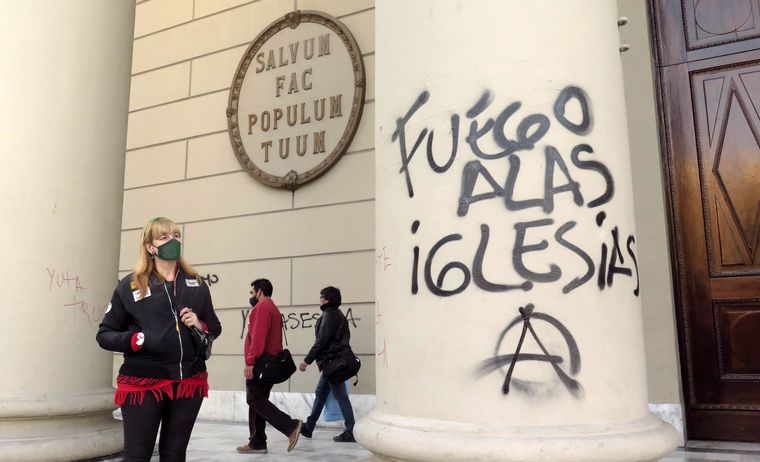 SALVUM
FAC
POPULUM
TUUM
FUEGO
A LAS
iGLESiAS
A
YUTA